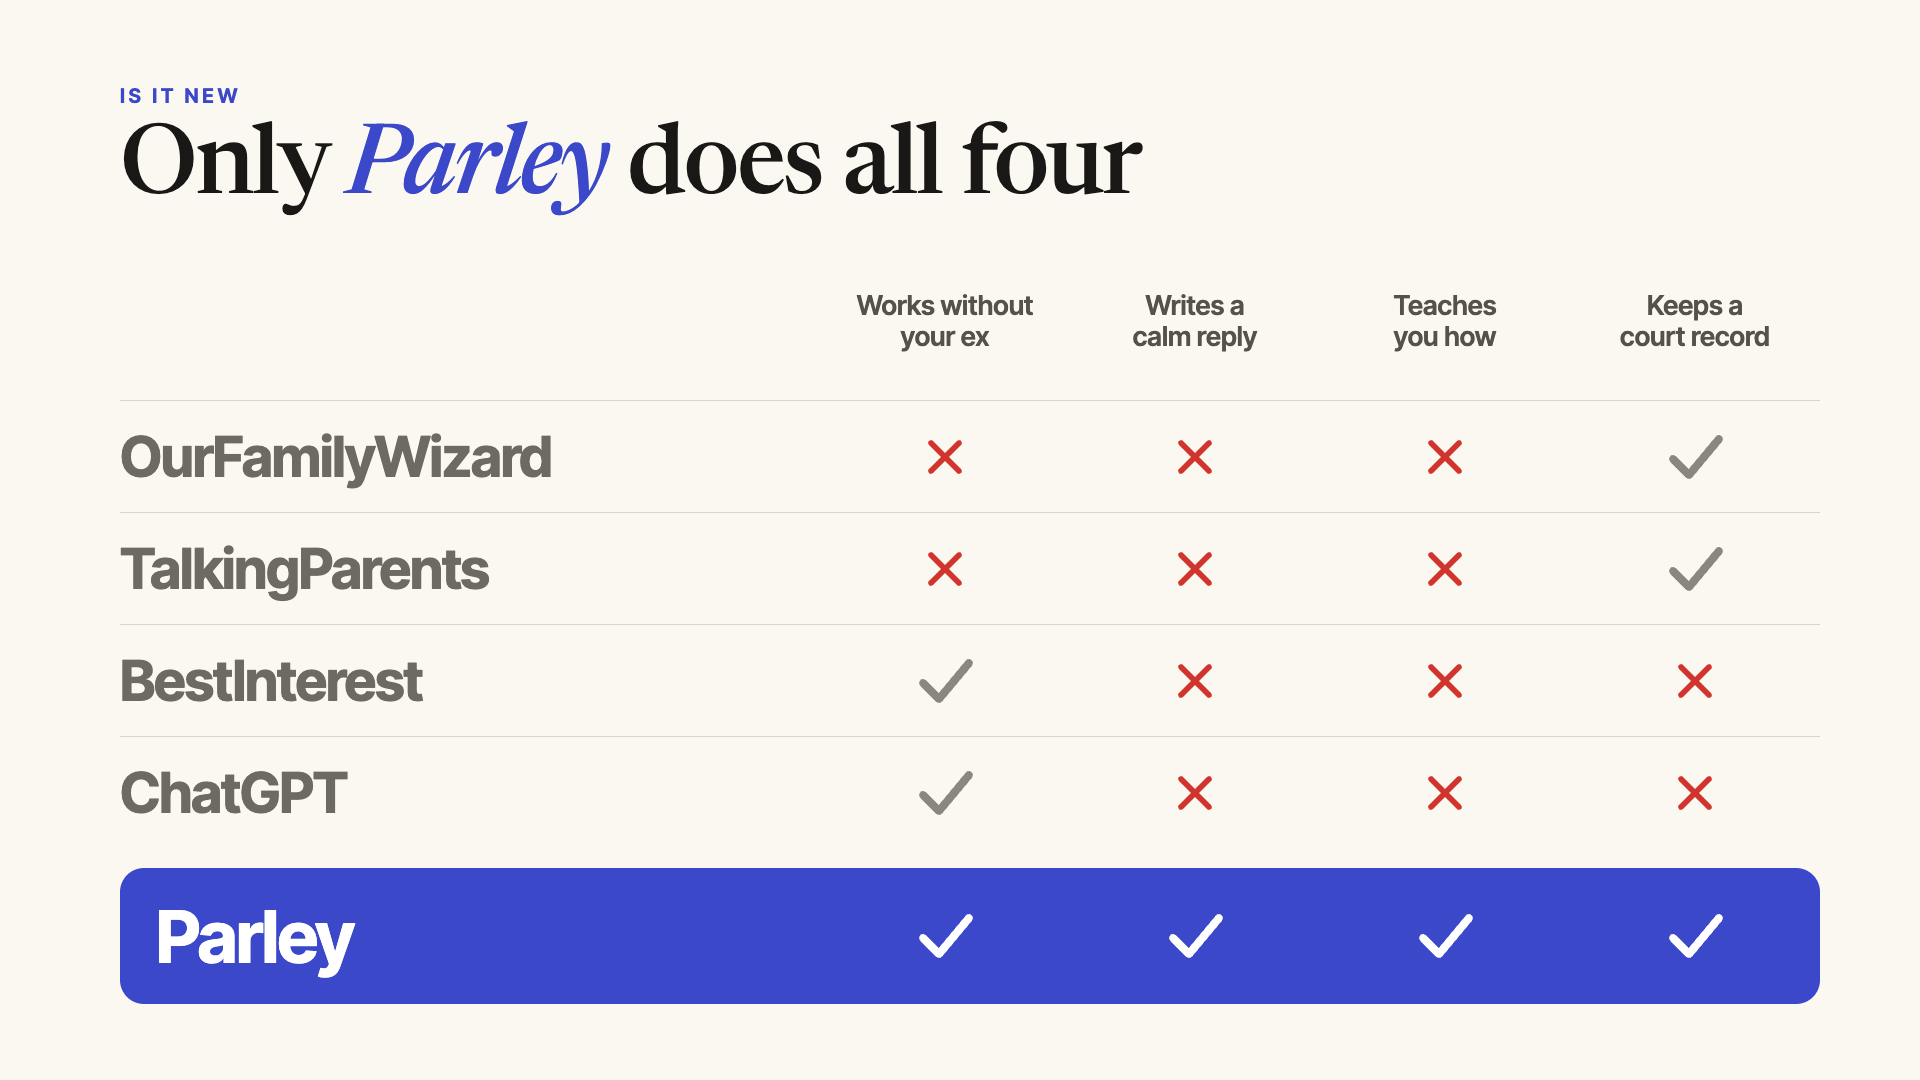 IS IT NEW
Only Parley does all four
Works without
your ex
Writes a
calm reply
Teaches
you how
Keeps a
court record
OurFamilyWizard
TalkingParents
BestInterest
ChatGPT
Parley